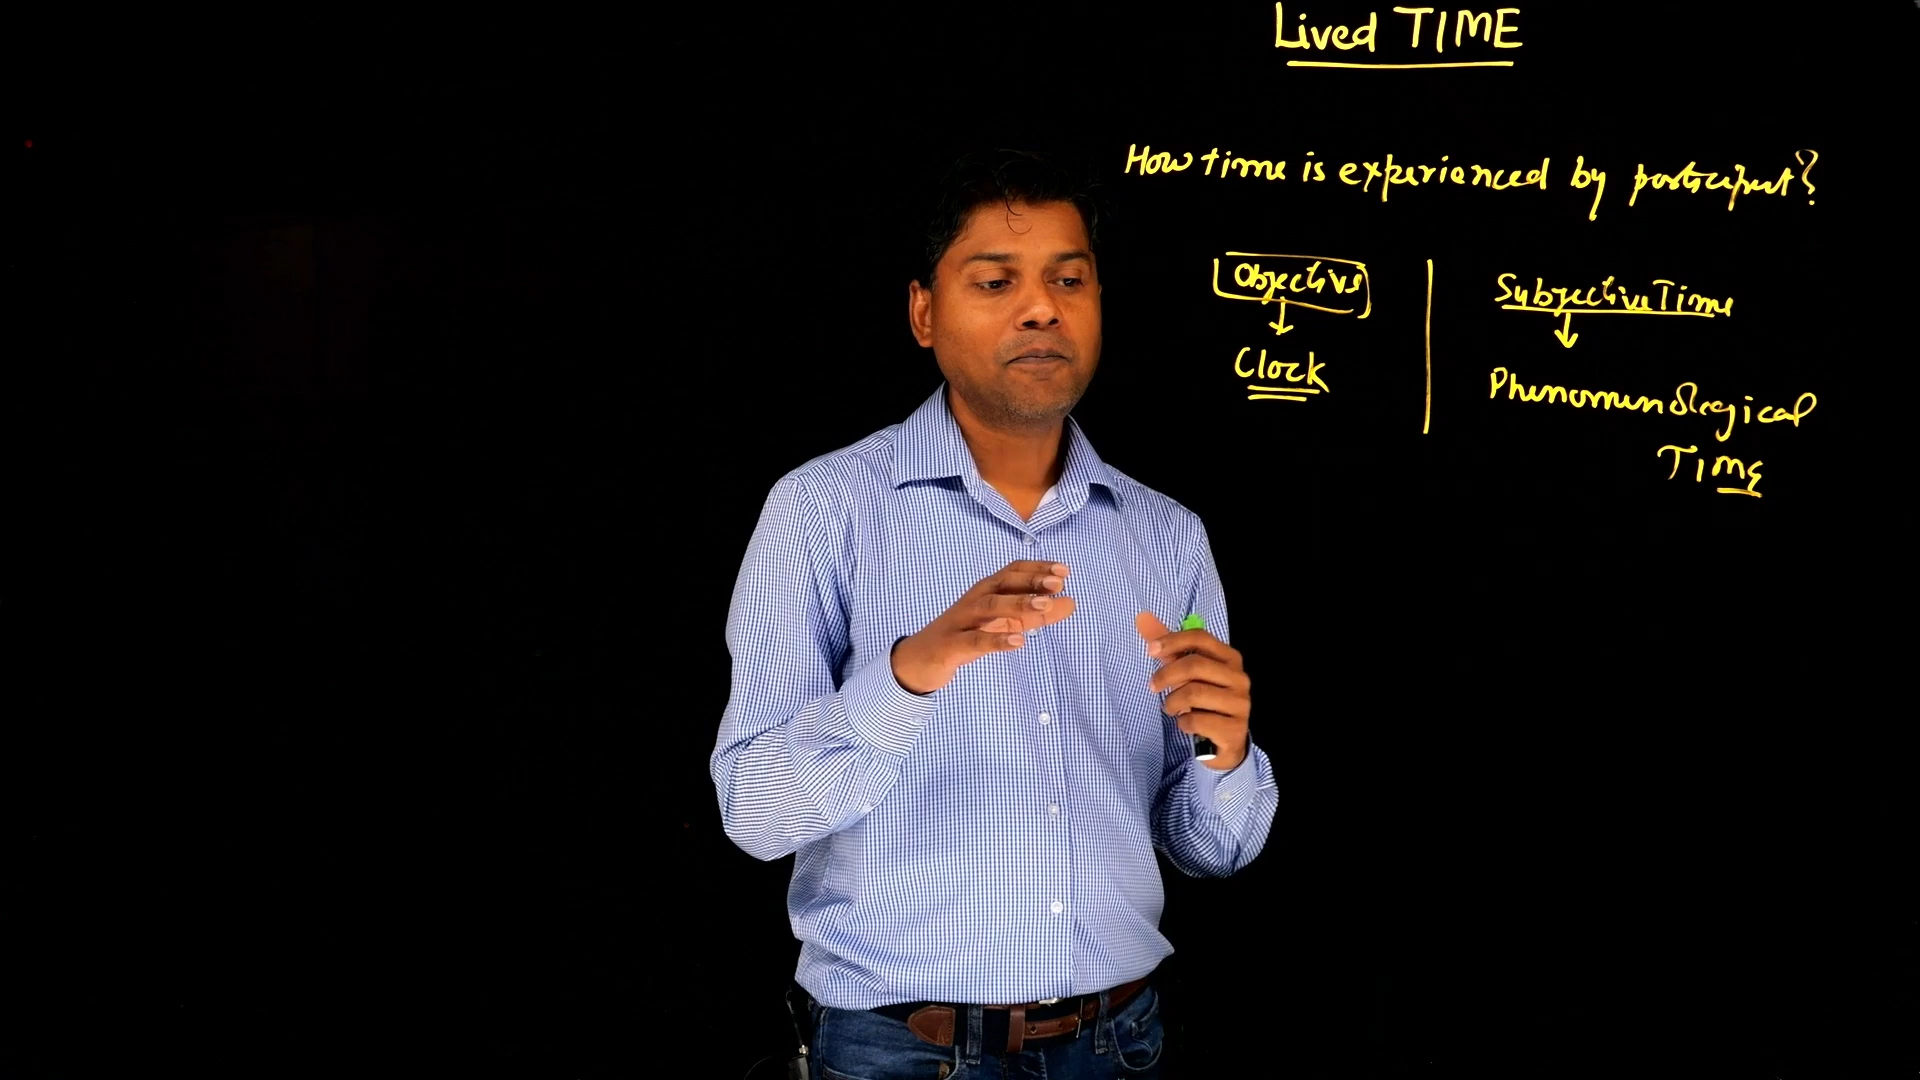 Lived TIME
How time is experienced by participant?
Objective
Subjective Time
Clock
Phenomenological
TIME